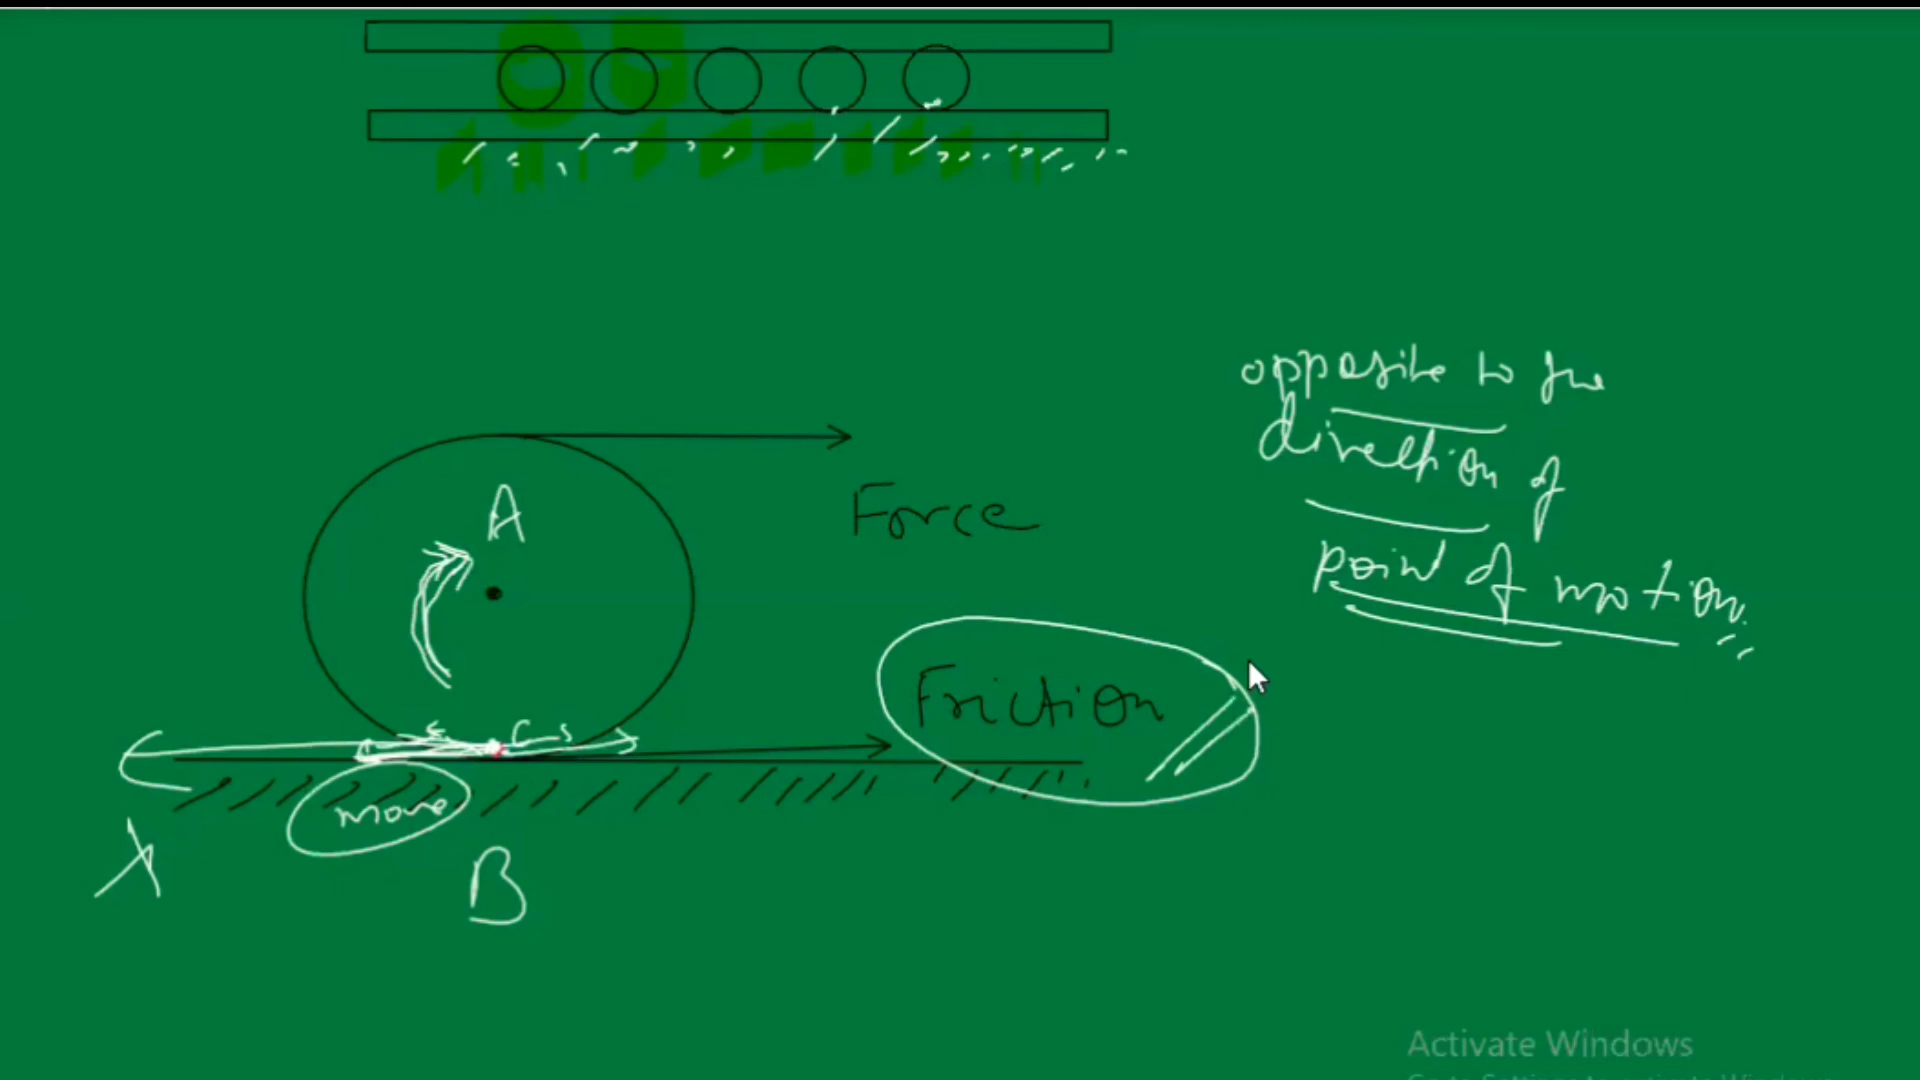 opposite to the
direction of
A
Force
point of motion
Friction
move
X
B
Activate Windows